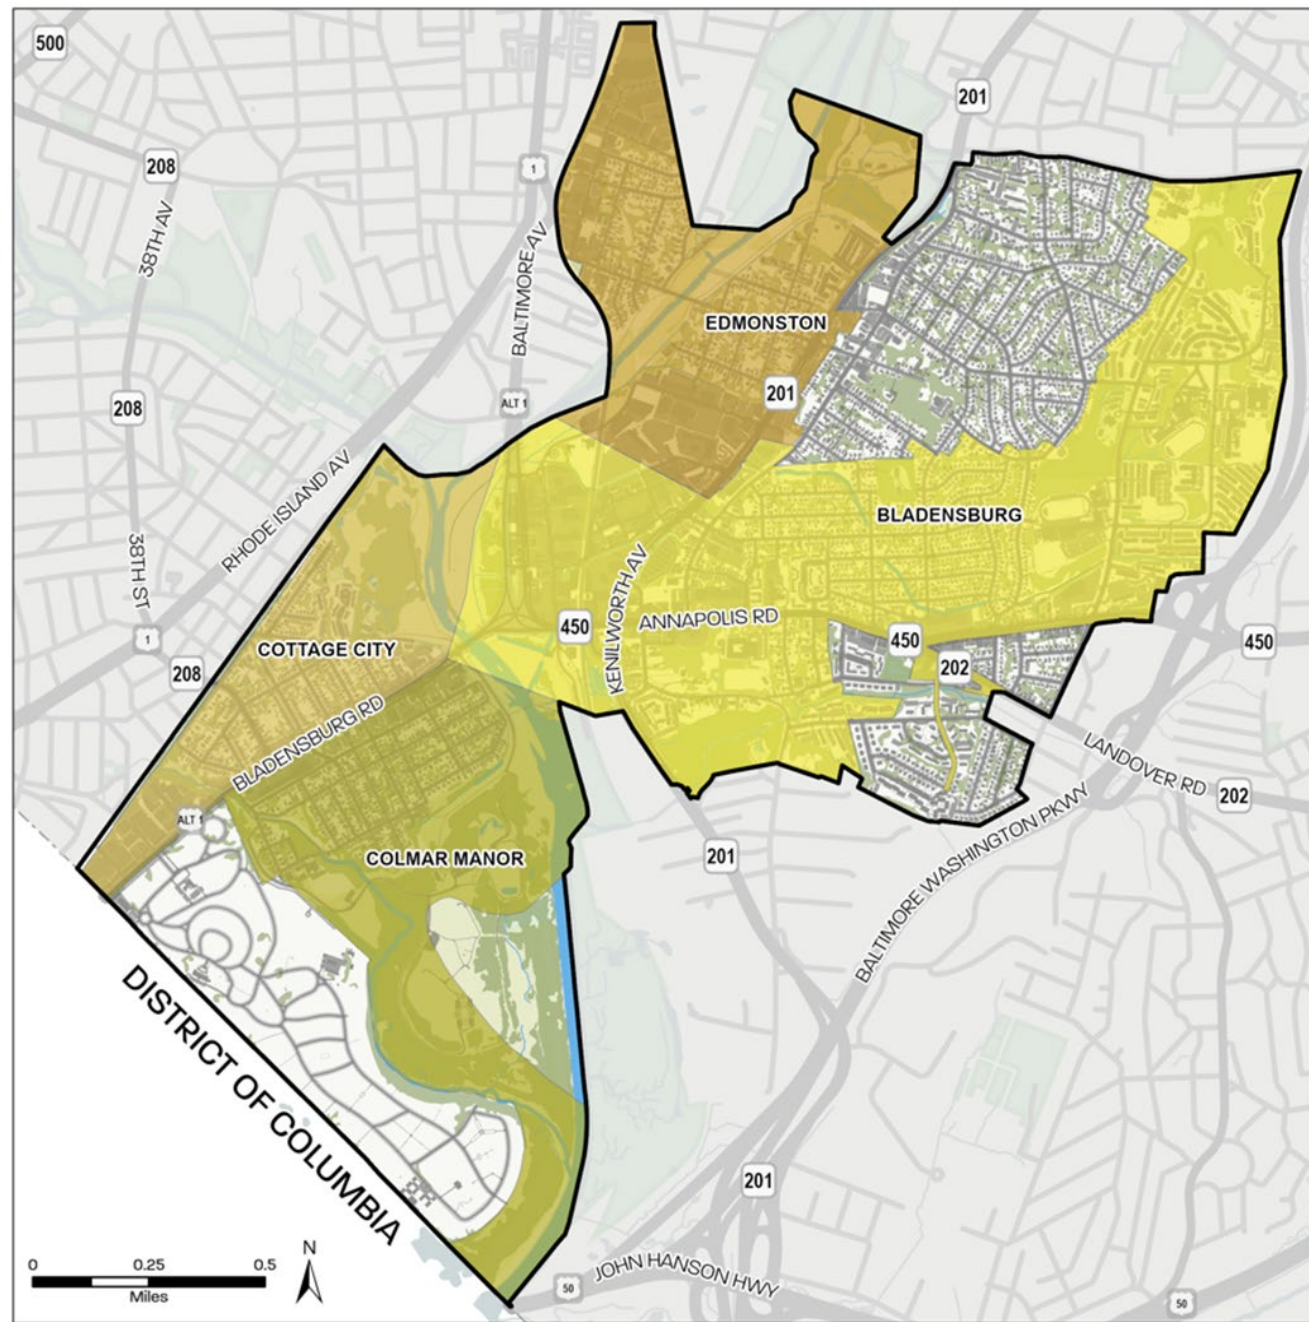 500
201
208
1
38TH AV
BALTIMORE AV
EDMONSTON
201
208
ALT 1
RHODE ISLAND AV
BLADENSBURG
38TH ST
KENILWORTH AV
450
ANNAPOLIS RD
1
COTTAGE CITY
450
450
208
202
BLADENSBURG RD
LANDOVER RD
202
ALT 1
COLMAR MANOR
201
BALTIMORE WASHINGTON PKWY
DISTRICT OF COLUMBIA
201
0 0.25 0.5
Miles
N
JOHN HANSON HWY
50
50